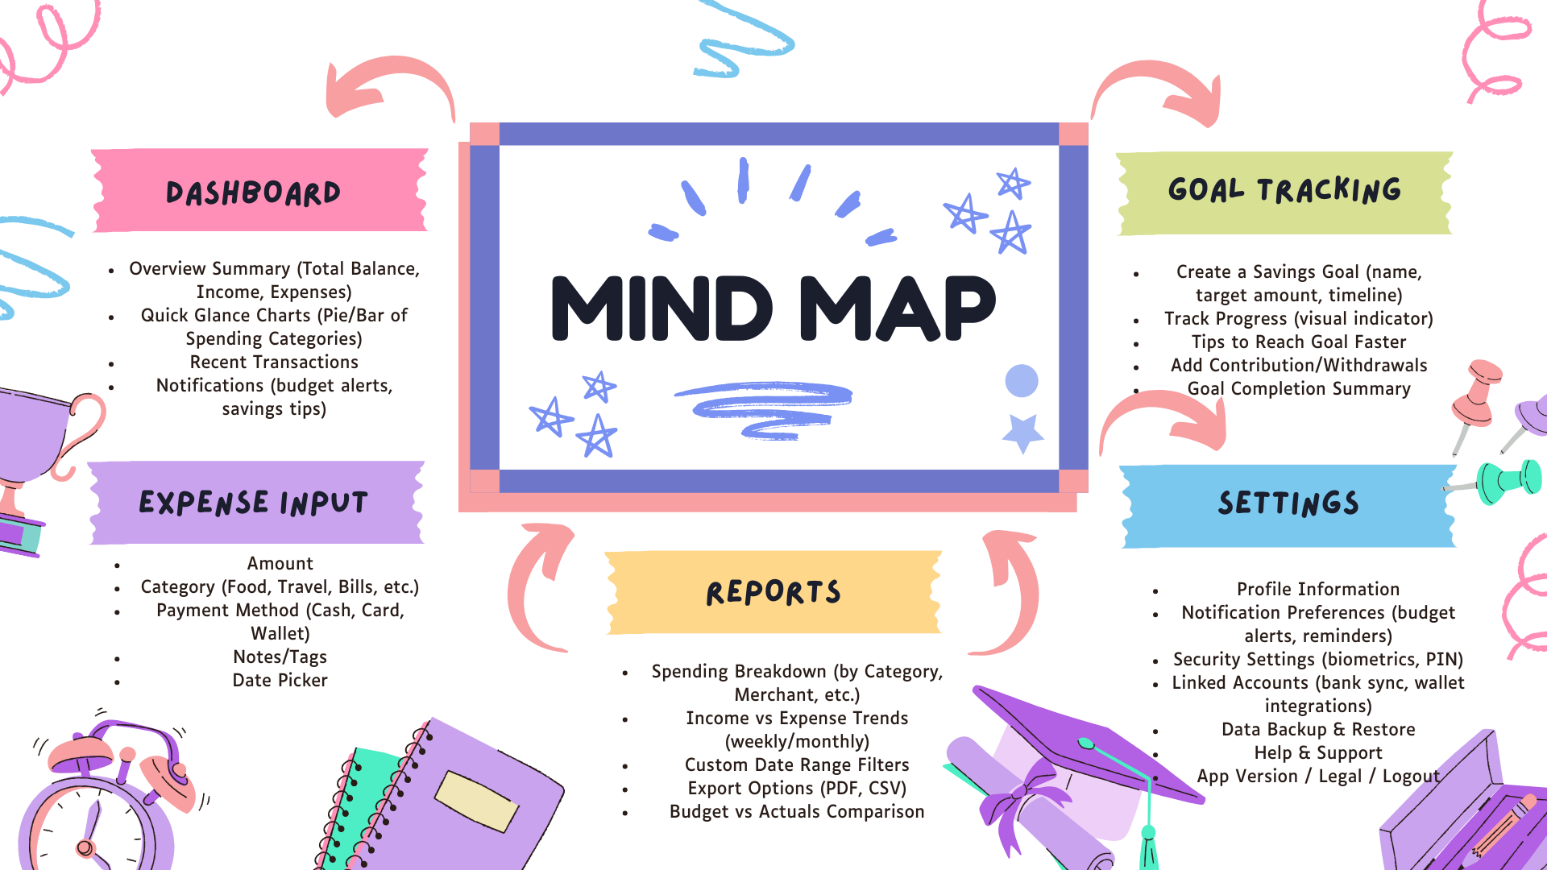 MIND MAP
DASHBOARD
• Overview Summary (Total Balance,
Income, Expenses)
• Quick Glance Charts (Pie/Bar of
Spending Categories)
• Recent Transactions
• Notifications (budget alerts,
savings tips)
EXPENSE INPUT
• Amount
• Category (Food, Travel, Bills, etc.)
• Payment Method (Cash, Card,
Wallet)
• Notes/Tags
• Date Picker
REPORTS
• Spending Breakdown (by Category,
Merchant, etc.)
• Income vs Expense Trends
(weekly/monthly)
• Custom Date Range Filters
• Export Options (PDF, CSV)
• Budget vs Actuals Comparison
GOAL TRACKING
• Create a Savings Goal (name,
target amount, timeline)
• Track Progress (visual indicator)
• Tips to Reach Goal Faster
• Add Contribution/Withdrawals
• Goal Completion Summary
SETTINGS
• Profile Information
• Notification Preferences (budget
alerts, reminders)
• Security Settings (biometrics, PIN)
• Linked Accounts (bank sync, wallet
integrations)
• Data Backup & Restore
• Help & Support
• App Version / Legal / Logout